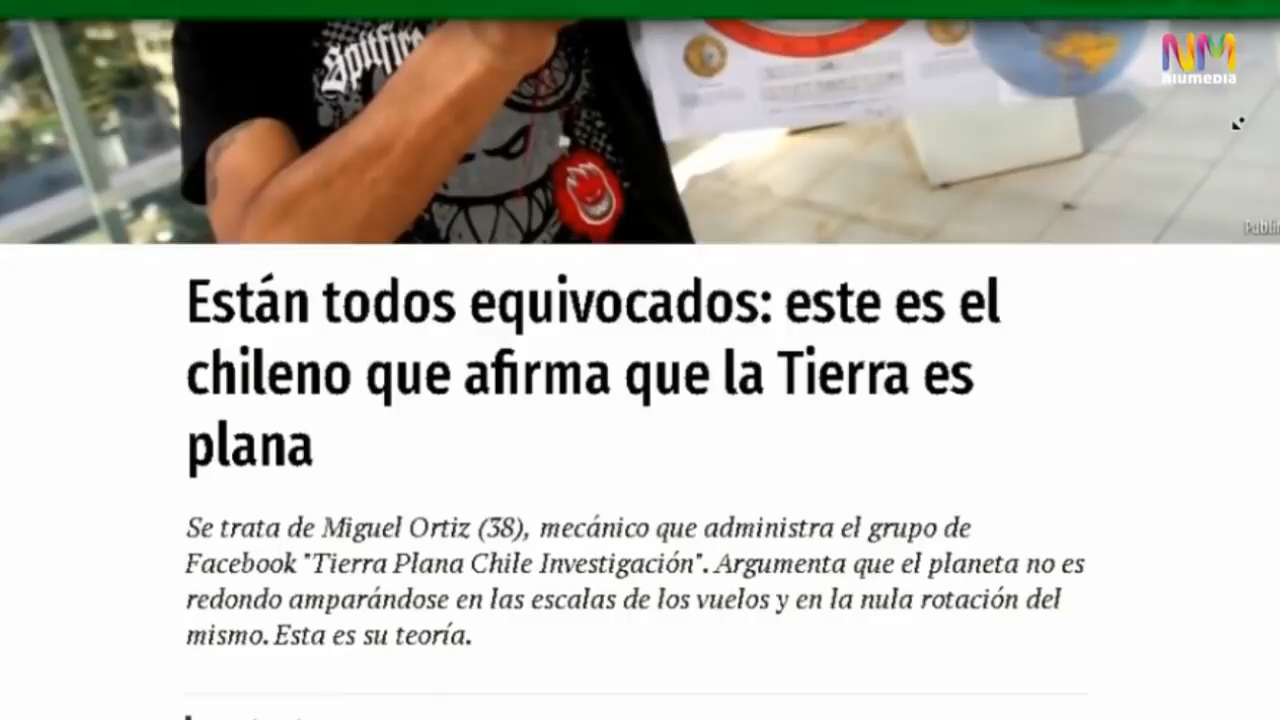 Spitfire
NM
niumedia
Están todos equivocados: este es el
chileno que afirma que la Tierra es
plana
Se trata de Miguel Ortiz (38), mecánico que administra el grupo de
Facebook "Tierra Plana Chile Investigación". Argumenta que el planeta no es
redondo amparándose en las escalas de los vuelos y en la nula rotación del
mismo. Esta es su teoría.